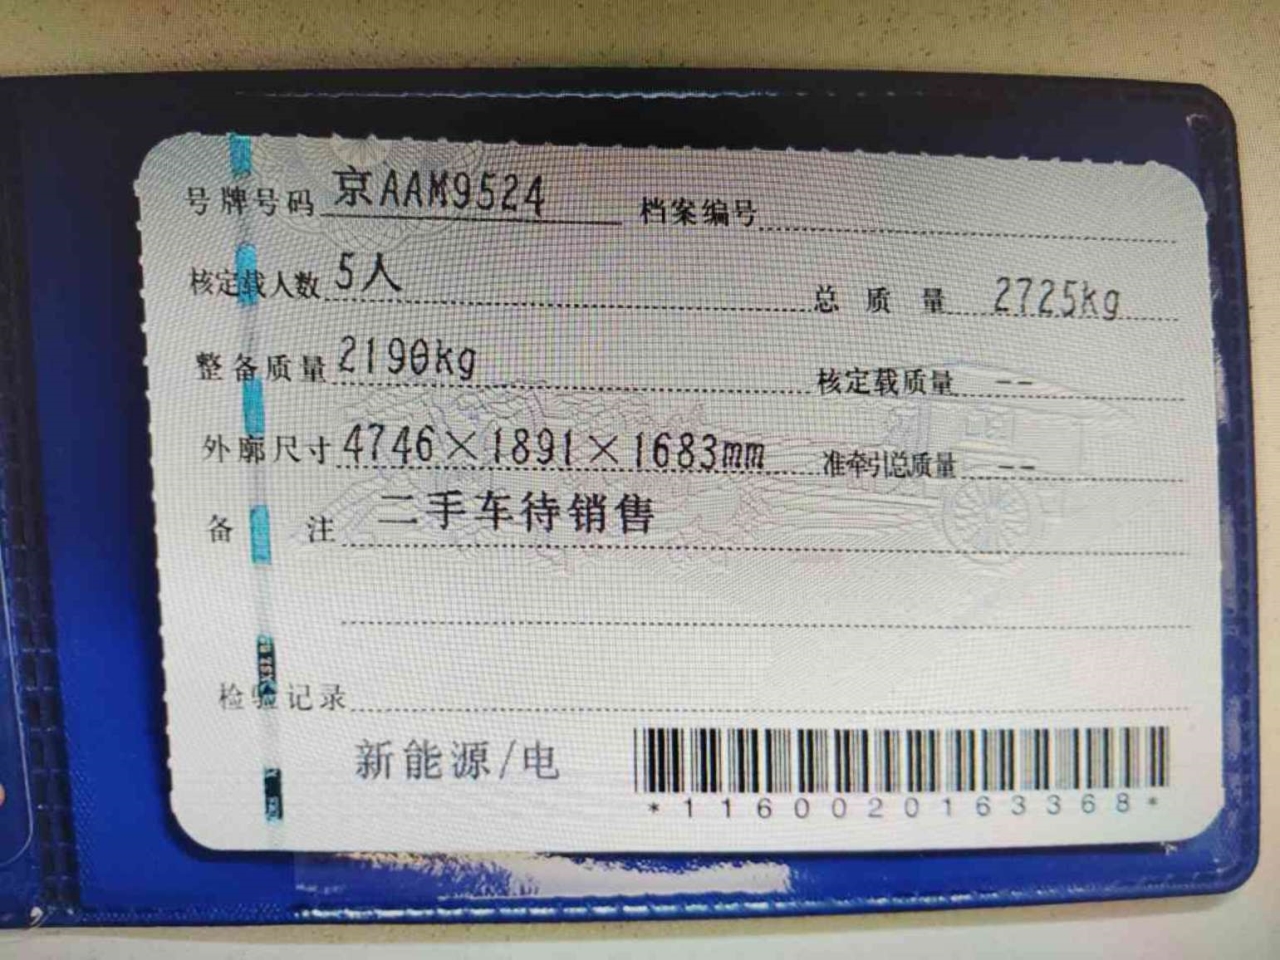 号牌号码 京AAM9524 档案编号
核定载人数 5人 总质量 2725kg
整备质量 2190kg 核定载质量 --
外廓尺寸 4746×1891×1683mm 准牵引总质量 --
备注 二手车待销售
检验记录
新能源/电
*1160020163368*